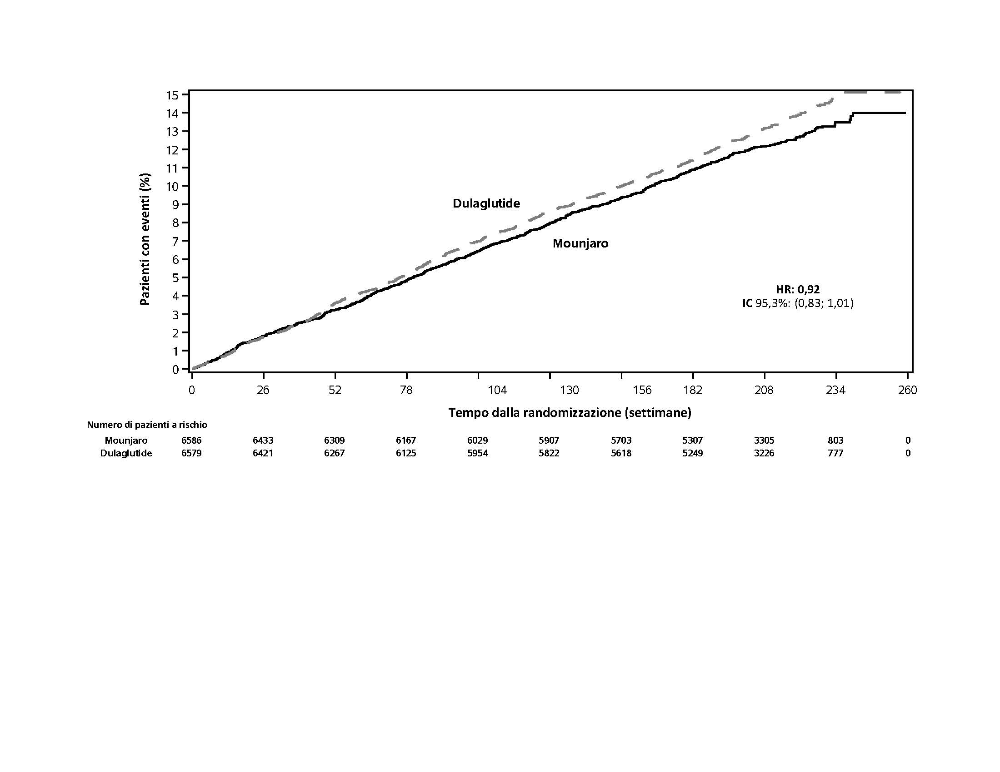 15
14
13
12
11
10
9
8
7
6
5
4
3
2
1
0
Pazienti con eventi (%)
Dulaglutide
Mounjaro
HR: 0,92
IC 95,3%: (0,83; 1,01)
0 26 52 78 104 130 156 182 208 234 260
Tempo dalla randomizzazione (settimane)
Numero di pazienti a rischio
Mounjaro 6586 6433 6309 6167 6029 5907 5703 5307 3305 803 0
Dulaglutide 6579 6421 6267 6125 5954 5822 5618 5249 3226 777 0